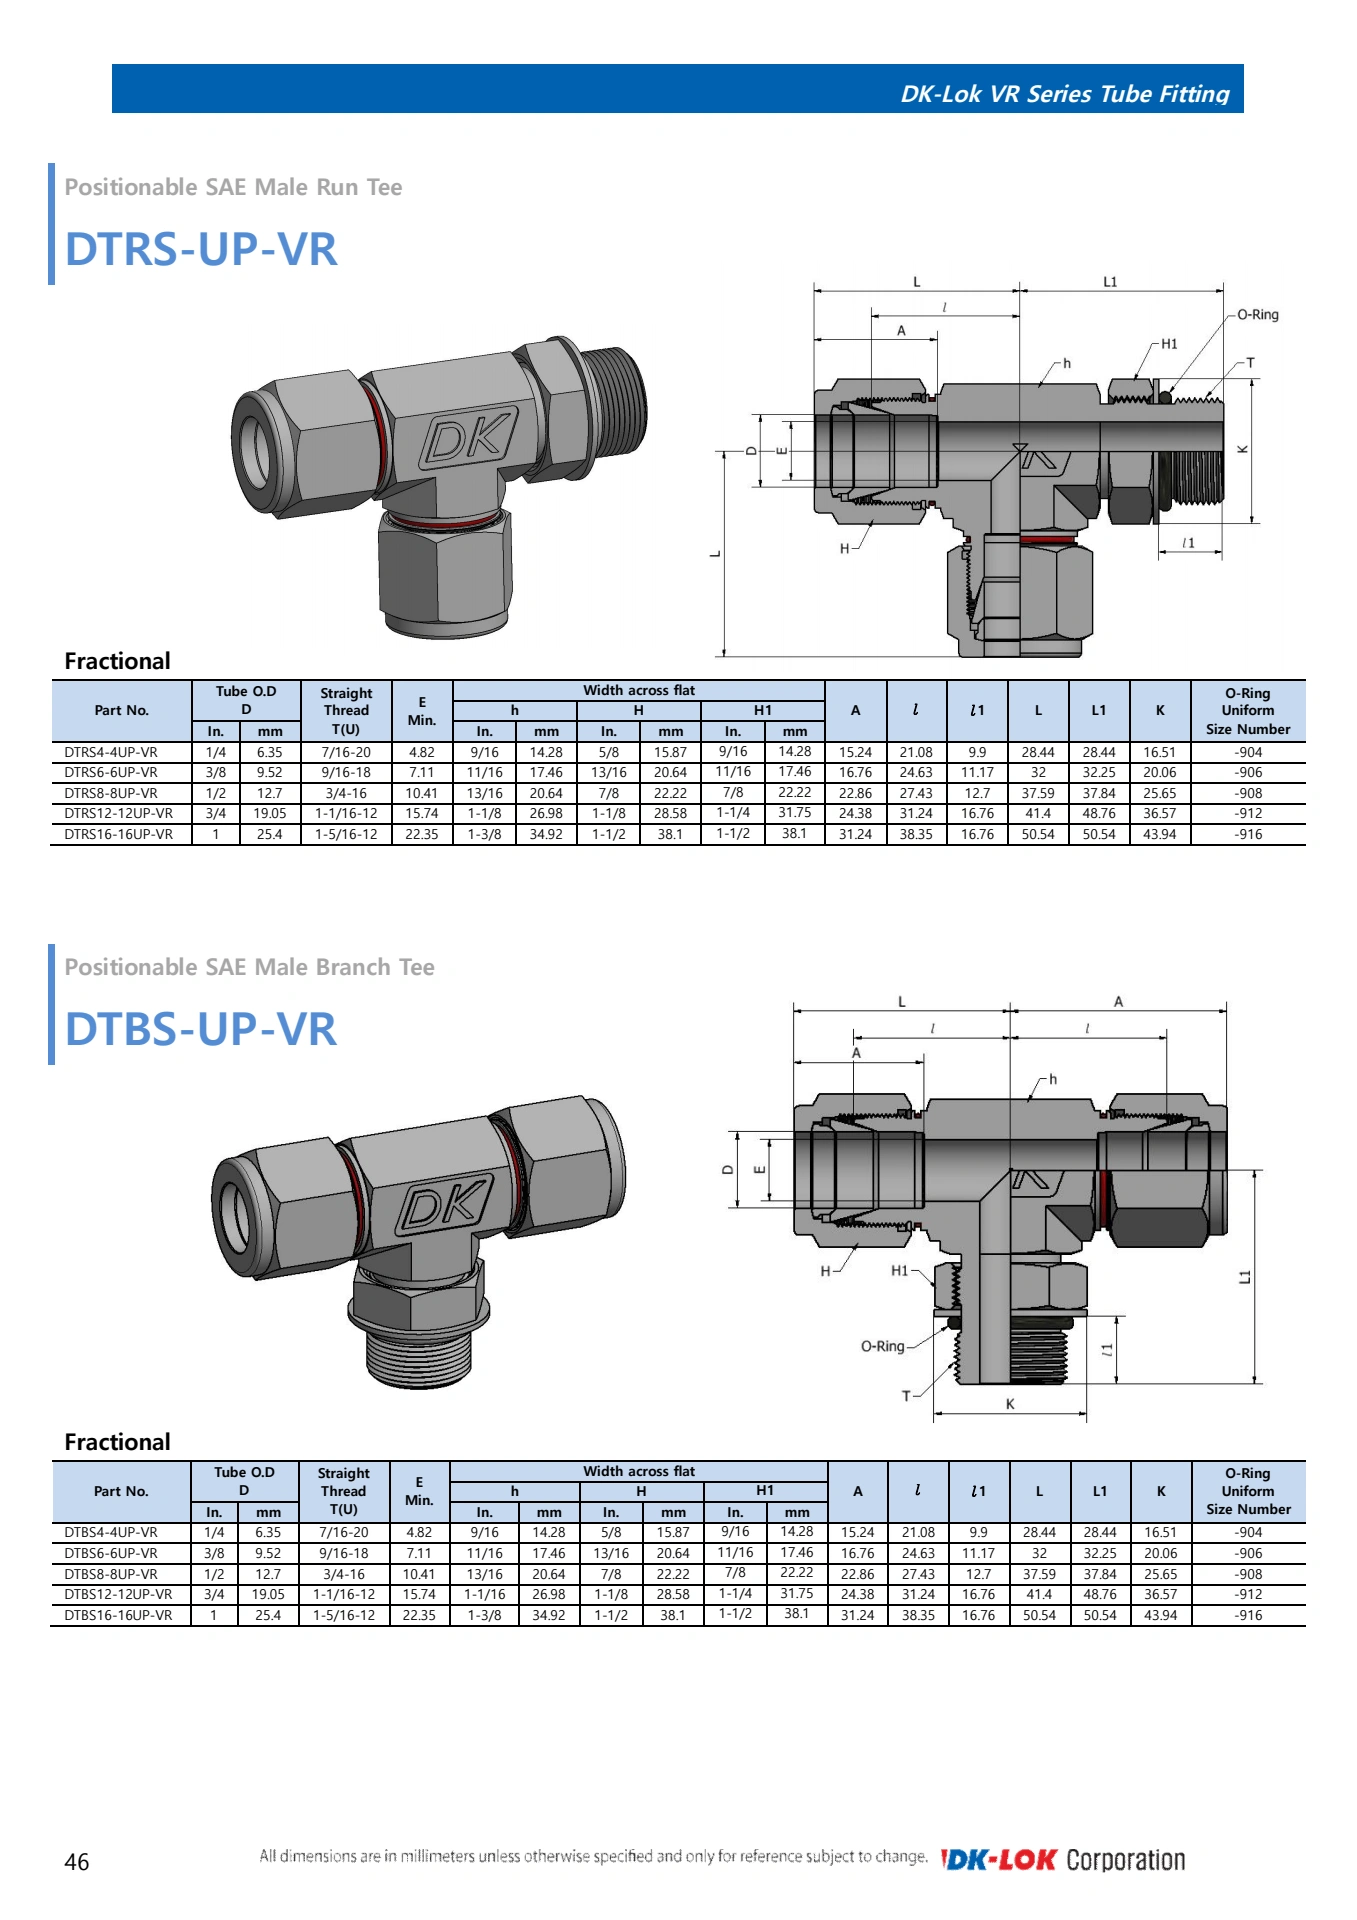 DK-Lok VR Series Tube Fitting
Positionable SAE Male Run Tee
DTRS-UP-VR
L L1
l
A
O-Ring
H1
h
T
D
E
K
L
H
l1
DK
Fractional
Part No. Tube O.D D Straight Thread T(U) E Min. Width across flat A l l1 L L1 K O-Ring Uniform Size Number
h H H1
In. mm In. mm In. mm In. mm
DTRS4-4UP-VR 1/4 6.35 7/16-20 4.82 9/16 14.28 5/8 15.87 9/16 14.28 15.24 21.08 9.9 28.44 28.44 16.51 -904
DTRS6-6UP-VR 3/8 9.52 9/16-18 7.11 11/16 17.46 13/16 20.64 11/16 17.46 16.76 24.63 11.17 32 32.25 20.06 -906
DTRS8-8UP-VR 1/2 12.7 3/4-16 10.41 13/16 20.64 7/8 22.22 7/8 22.22 22.86 27.43 12.7 37.59 37.84 25.65 -908
DTRS12-12UP-VR 3/4 19.05 1-1/16-12 15.74 1-1/8 26.98 1-1/8 28.58 1-1/4 31.75 24.38 31.24 16.76 41.4 48.76 36.57 -912
DTRS16-16UP-VR 1 25.4 1-5/16-12 22.35 1-3/8 34.92 1-1/2 38.1 1-1/2 38.1 31.24 38.35 16.76 50.54 50.54 43.94 -916
Positionable SAE Male Branch Tee
DTBS-UP-VR
L A
l l
A
h
D
E
H
H1
L1
O-Ring
l1
T
K
DK
Fractional
Part No. Tube O.D D Straight Thread T(U) E Min. Width across flat A l l1 L L1 K O-Ring Uniform Size Number
h H H1
In. mm In. mm In. mm In. mm
DTBS4-4UP-VR 1/4 6.35 7/16-20 4.82 9/16 14.28 5/8 15.87 9/16 14.28 15.24 21.08 9.9 28.44 28.44 16.51 -904
DTBS6-6UP-VR 3/8 9.52 9/16-18 7.11 11/16 17.46 13/16 20.64 11/16 17.46 16.76 24.63 11.17 32 32.25 20.06 -906
DTBS8-8UP-VR 1/2 12.7 3/4-16 10.41 13/16 20.64 7/8 22.22 7/8 22.22 22.86 27.43 12.7 37.59 37.84 25.65 -908
DTBS12-12UP-VR 3/4 19.05 1-1/16-12 15.74 1-1/16 26.98 1-1/8 28.58 1-1/4 31.75 24.38 31.24 16.76 41.4 48.76 36.57 -912
DTBS16-16UP-VR 1 25.4 1-5/16-12 22.35 1-3/8 34.92 1-1/2 38.1 1-1/2 38.1 31.24 38.35 16.76 50.54 50.54 43.94 -916
46
All dimensions are in millimeters unless otherwise specified and only for reference subject to change.
DK-LOK Corporation